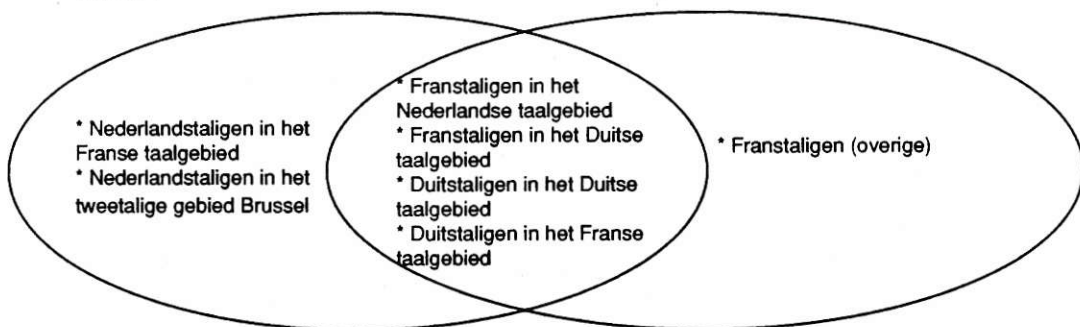 * Nederlandstaligen in het
Franse taalgebied
* Nederlandstaligen in het
tweetalige gebied Brussel
* Franstaligen in het
Nederlandse taalgebied
* Franstaligen in het Duitse
taalgebied
* Duitstaligen in het Duitse
taalgebied
* Duitstaligen in het Franse
taalgebied
* Franstaligen (overige)